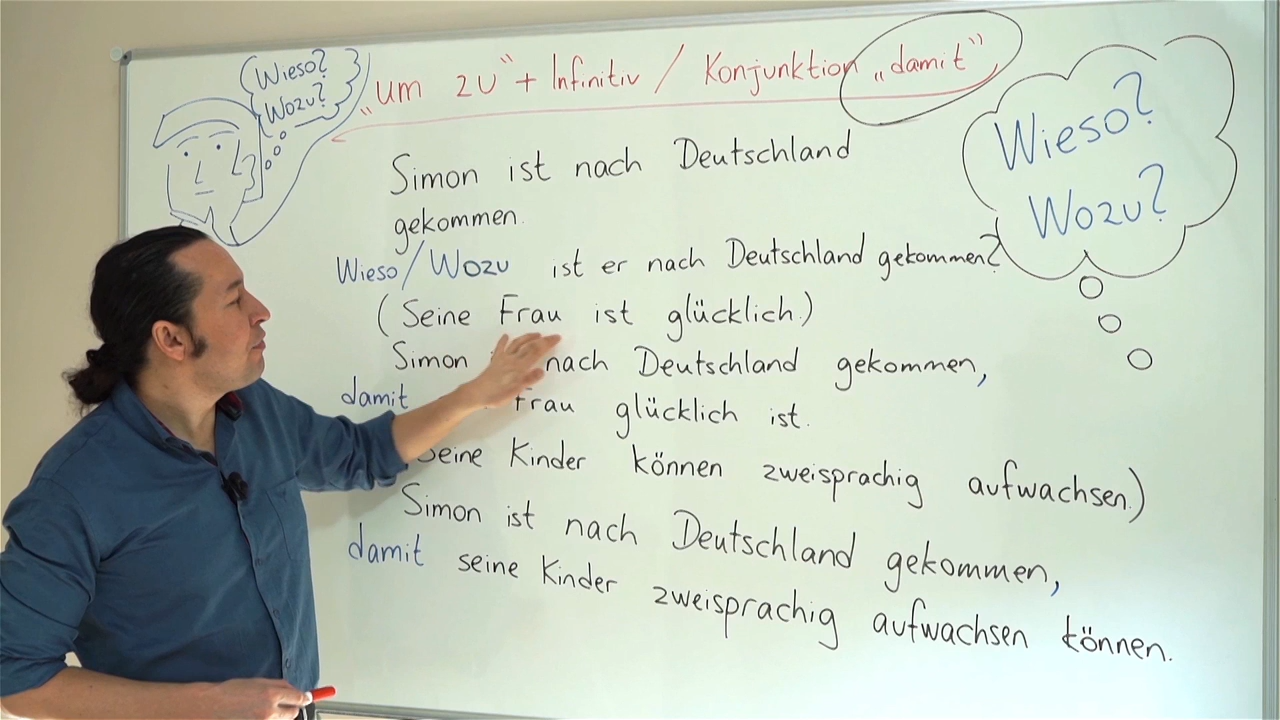 Wieso?
Wozu?
„um zu“ + Infinitiv / Konjunktion „damit“
Wieso?
Wozu?
Simon ist nach Deutschland
gekommen.
Wieso/Wozu ist er nach Deutschland gekommen?
(Seine Frau ist glücklich.)
Simon nach Deutschland gekommen,
damit Frau glücklich ist.
Seine Kinder können zweisprachig aufwachsen.)
Simon ist nach Deutschland gekommen,
damit seine Kinder zweisprachig aufwachsen können.